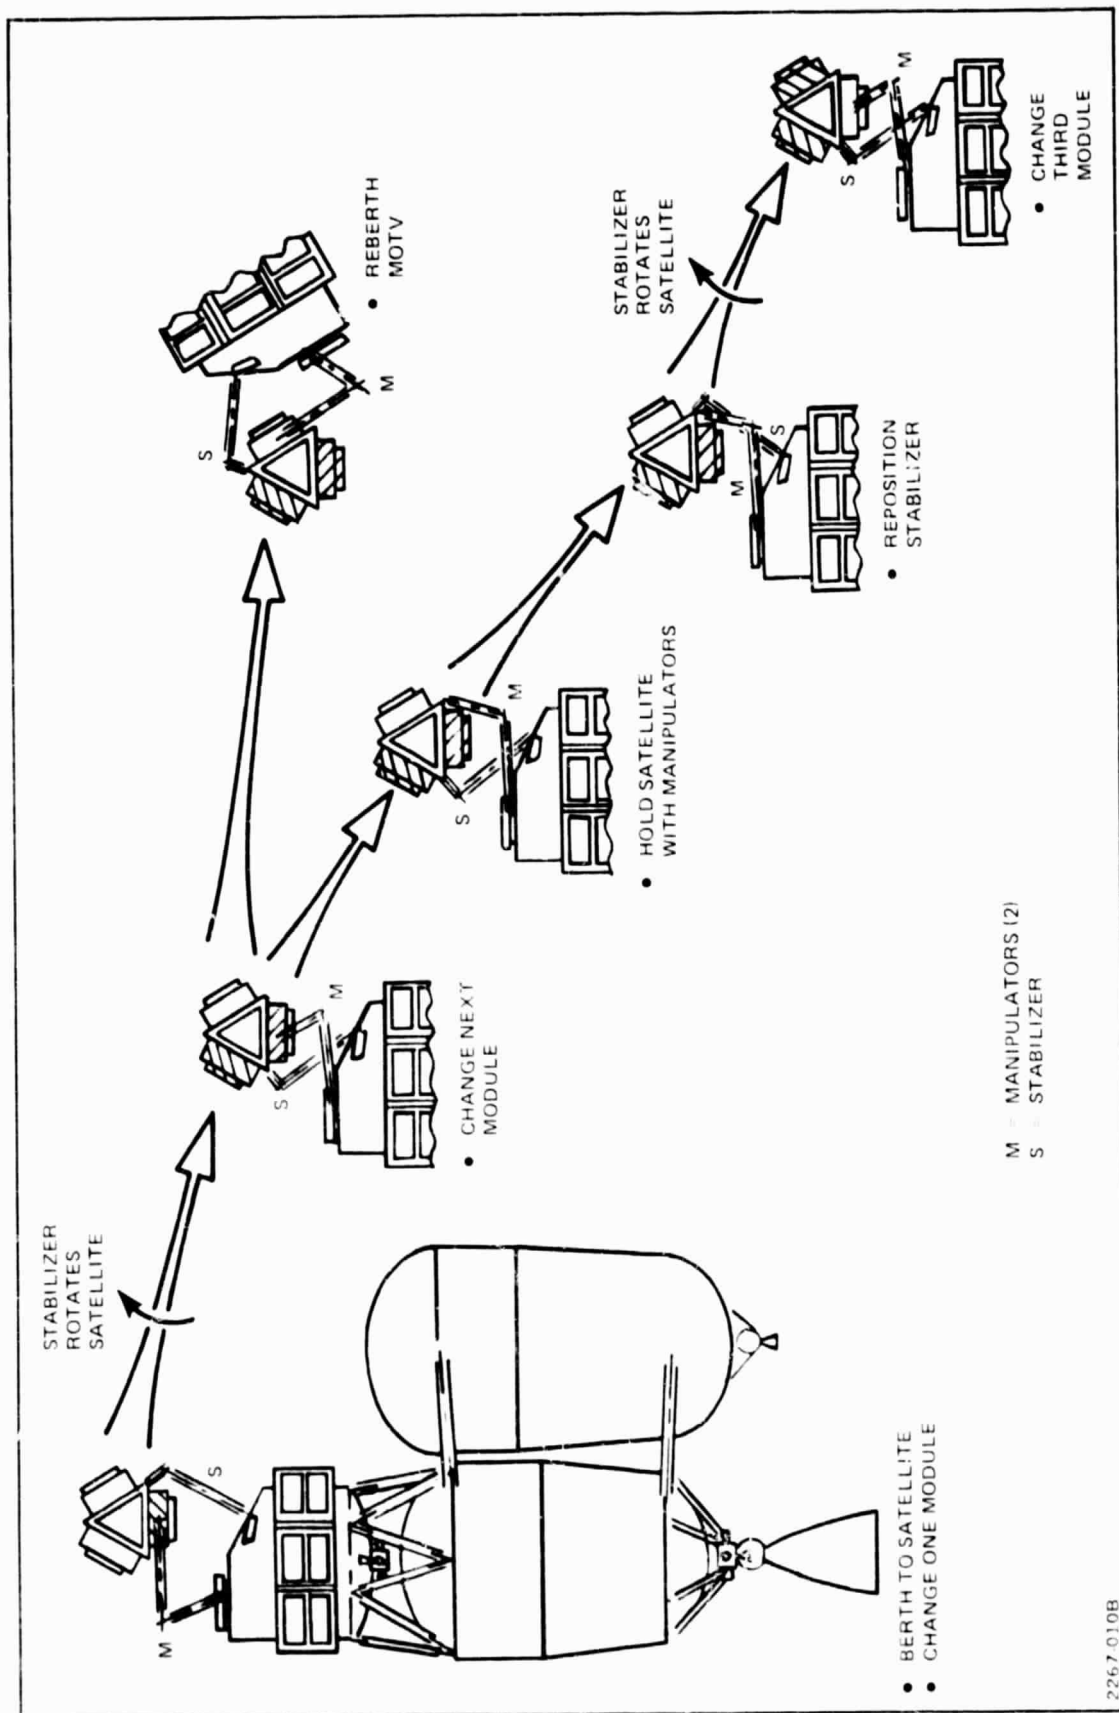 STABILIZER
ROTATES
SATELLITE
M
S
• BERTH TO SATELLITE
• CHANGE ONE MODULE
S
M
• CHANGE NEXT
MODULE
S
M
• REBERTH
MOTV
S
M
• HOLD SATELLITE
WITH MANIPULATORS
M
S
• REPOSITION
STABILIZER
STABILIZER
ROTATES
SATELLITE
S
M
• CHANGE
THIRD
MODULE
M = MANIPULATORS (2)
S = STABILIZER
2267-010B